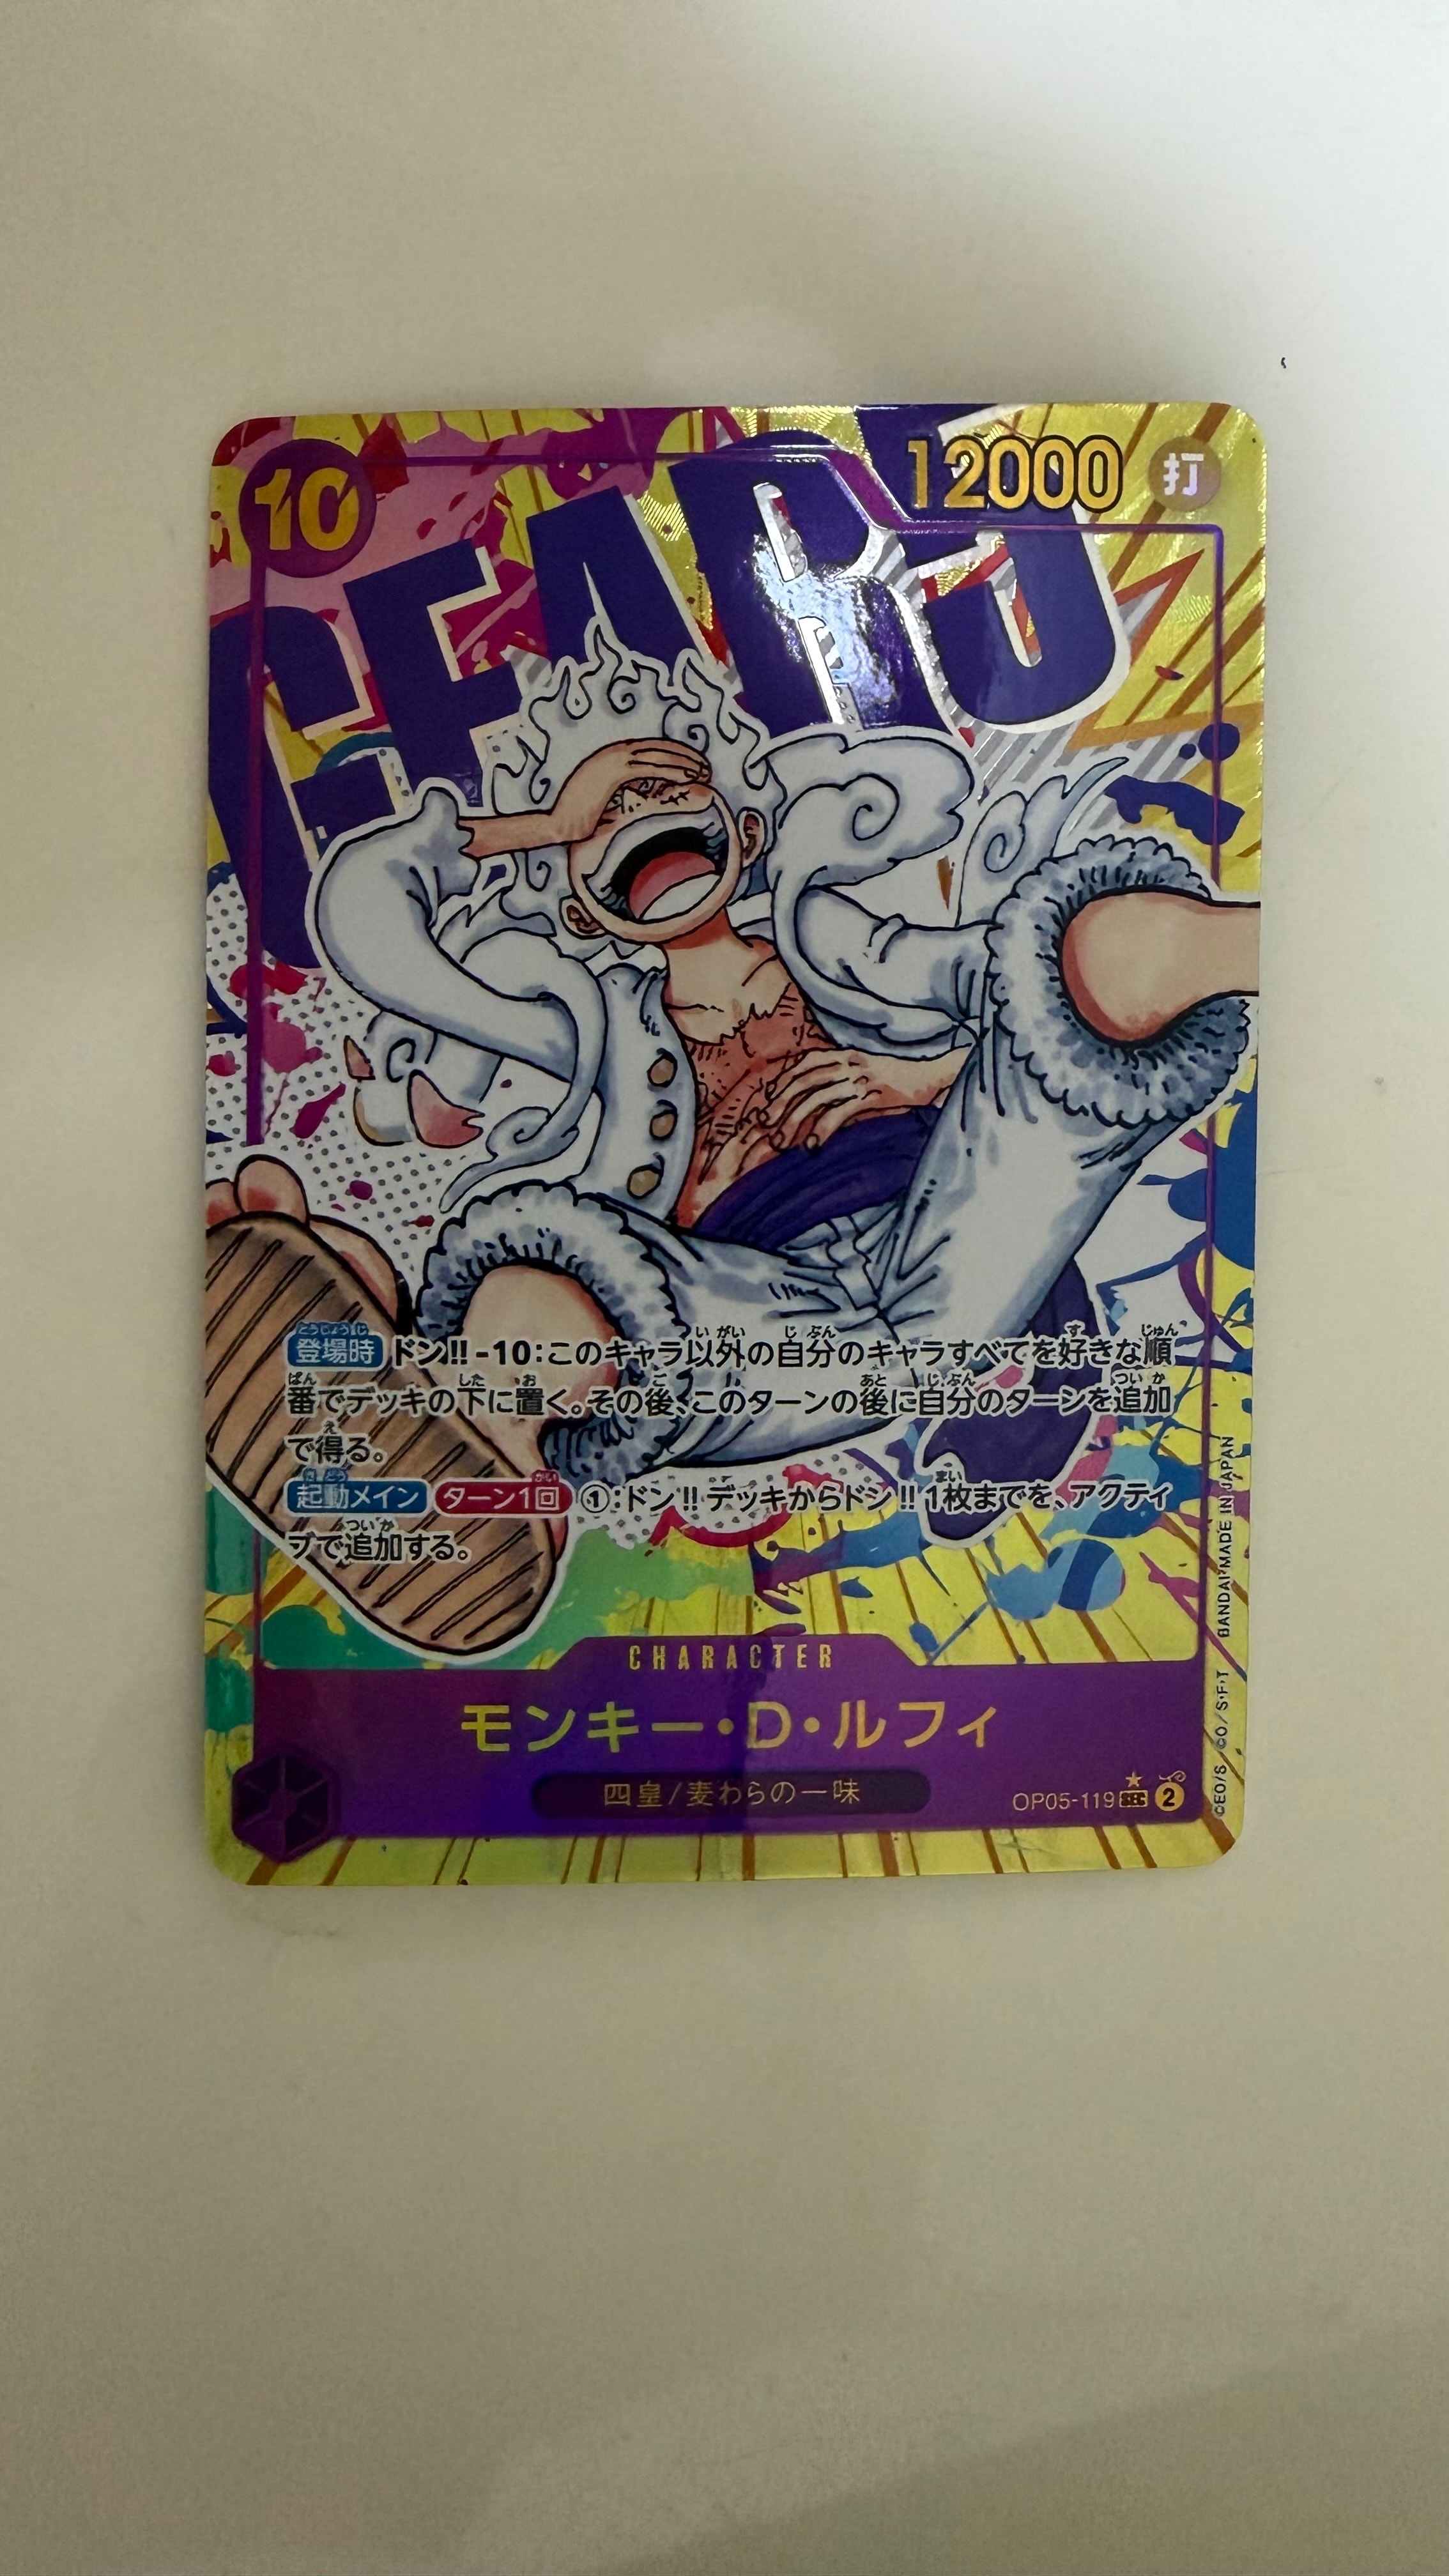 10
12000 打
GEAR5
登場時 ドン!!-10:このキャラ以外の自分のキャラすべてを好きな順
番でデッキの下に置く。その後、このターンの後に自分のターンを追加
で得る。
起動メイン ターン1回 ①:ドン!!デッキからドン!!1枚までを、アクティ
ブで追加する。
CHARACTER
モンキー・D・ルフィ
四皇/麦わらの一味
OP05-119 SEC 2
©EO/S ©O/S・F・T BANDAI・MADE IN JAPAN